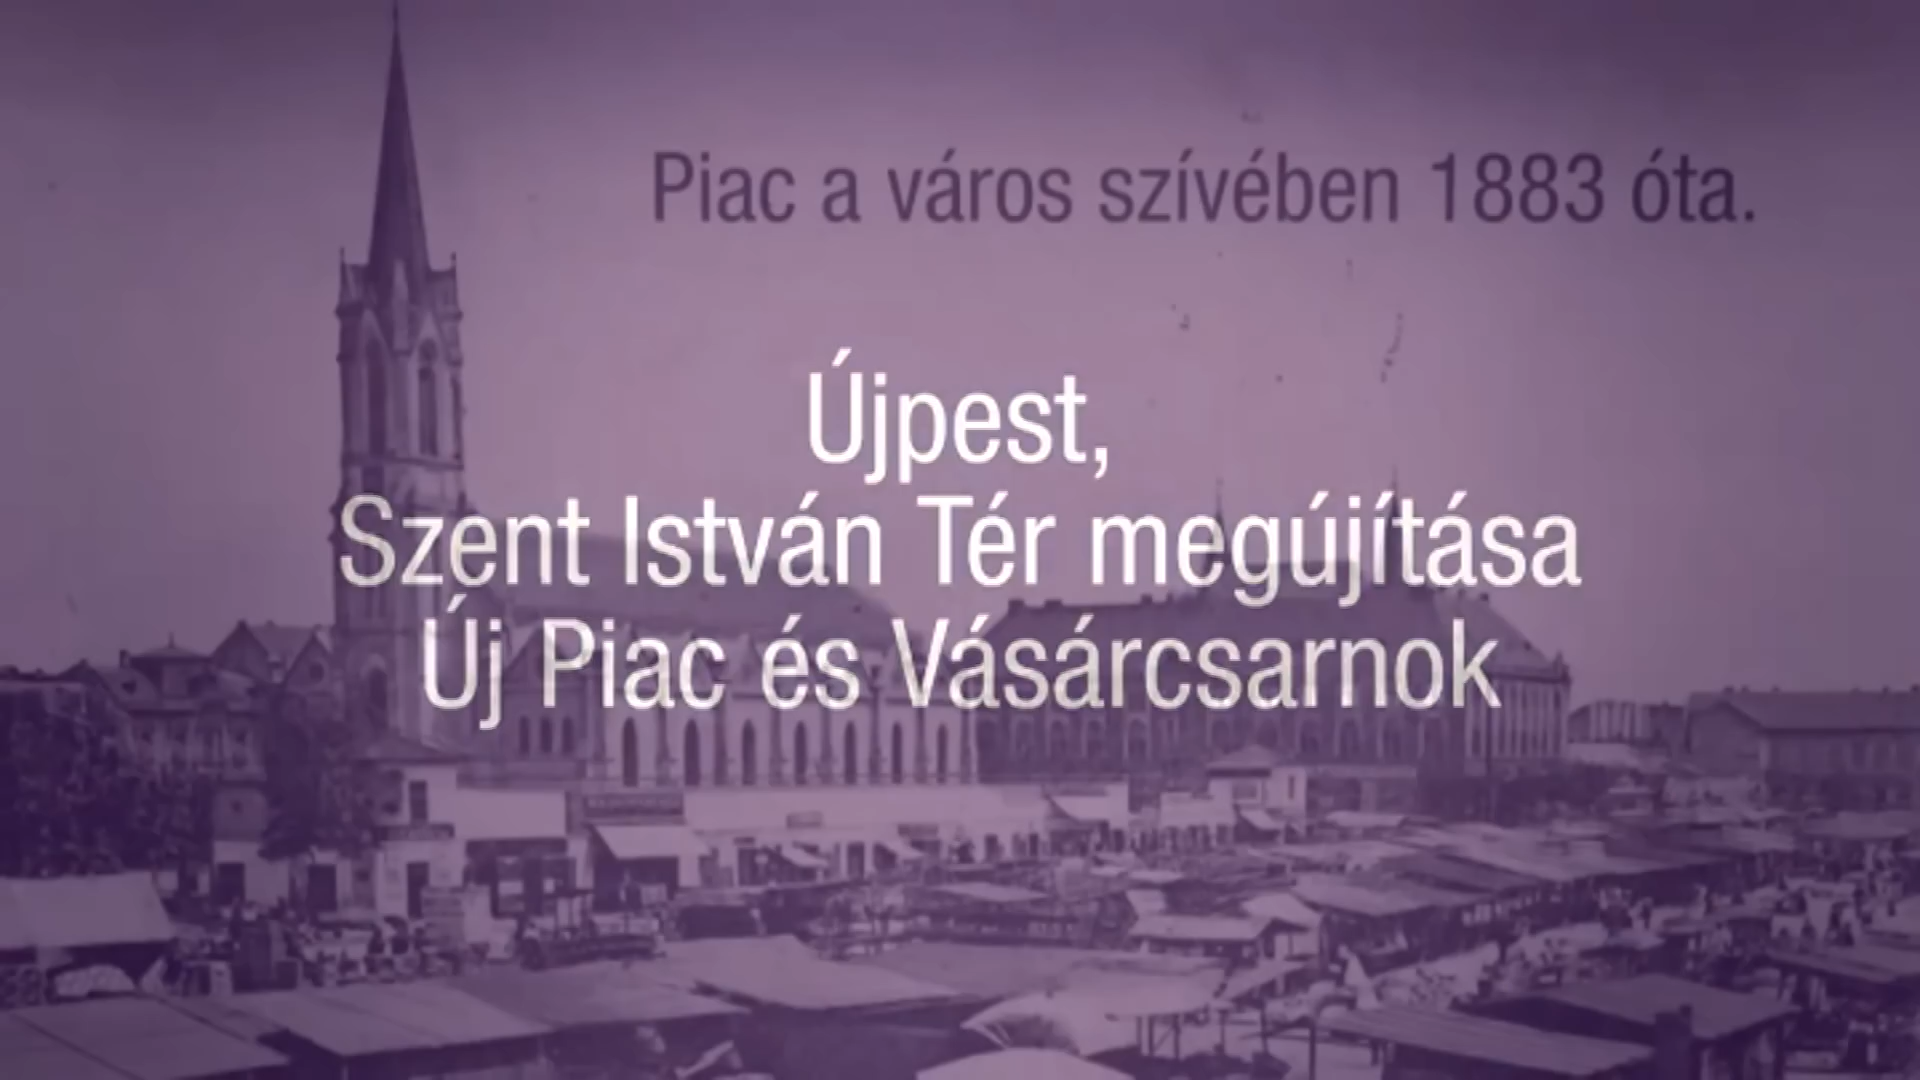 Piac a város szívében 1883 óta.
Újpest,
Szent István Tér megújítása
Új Piac és Vásárcsarnok